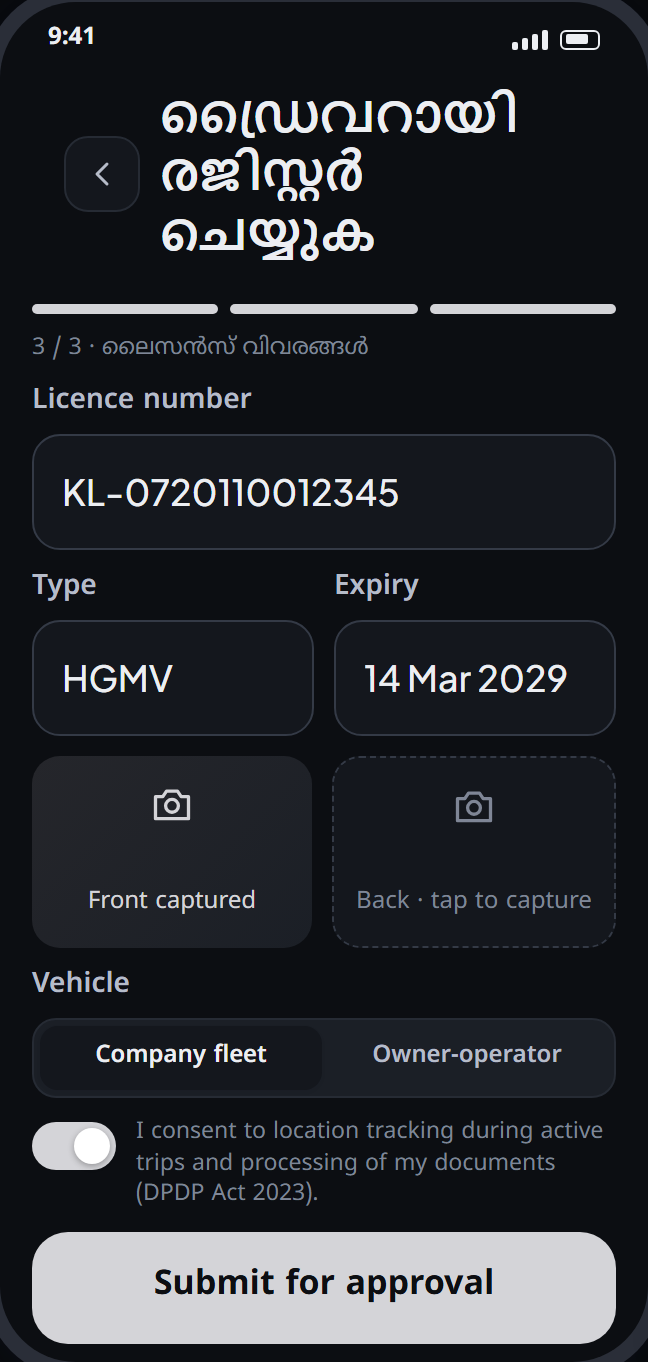 9:41
ഡ്രൈവറായി
രജിസ്റ്റർ
ചെയ്യുക
3 / 3 · ലൈസൻസ് വിവരങ്ങൾ
Licence number
KL-0720110012345
Type
Expiry
HGMV
14 Mar 2029
Front captured
Back · tap to capture
Vehicle
Company fleet
Owner-operator
I consent to location tracking during active
trips and processing of my documents
(DPDP Act 2023).
Submit for approval